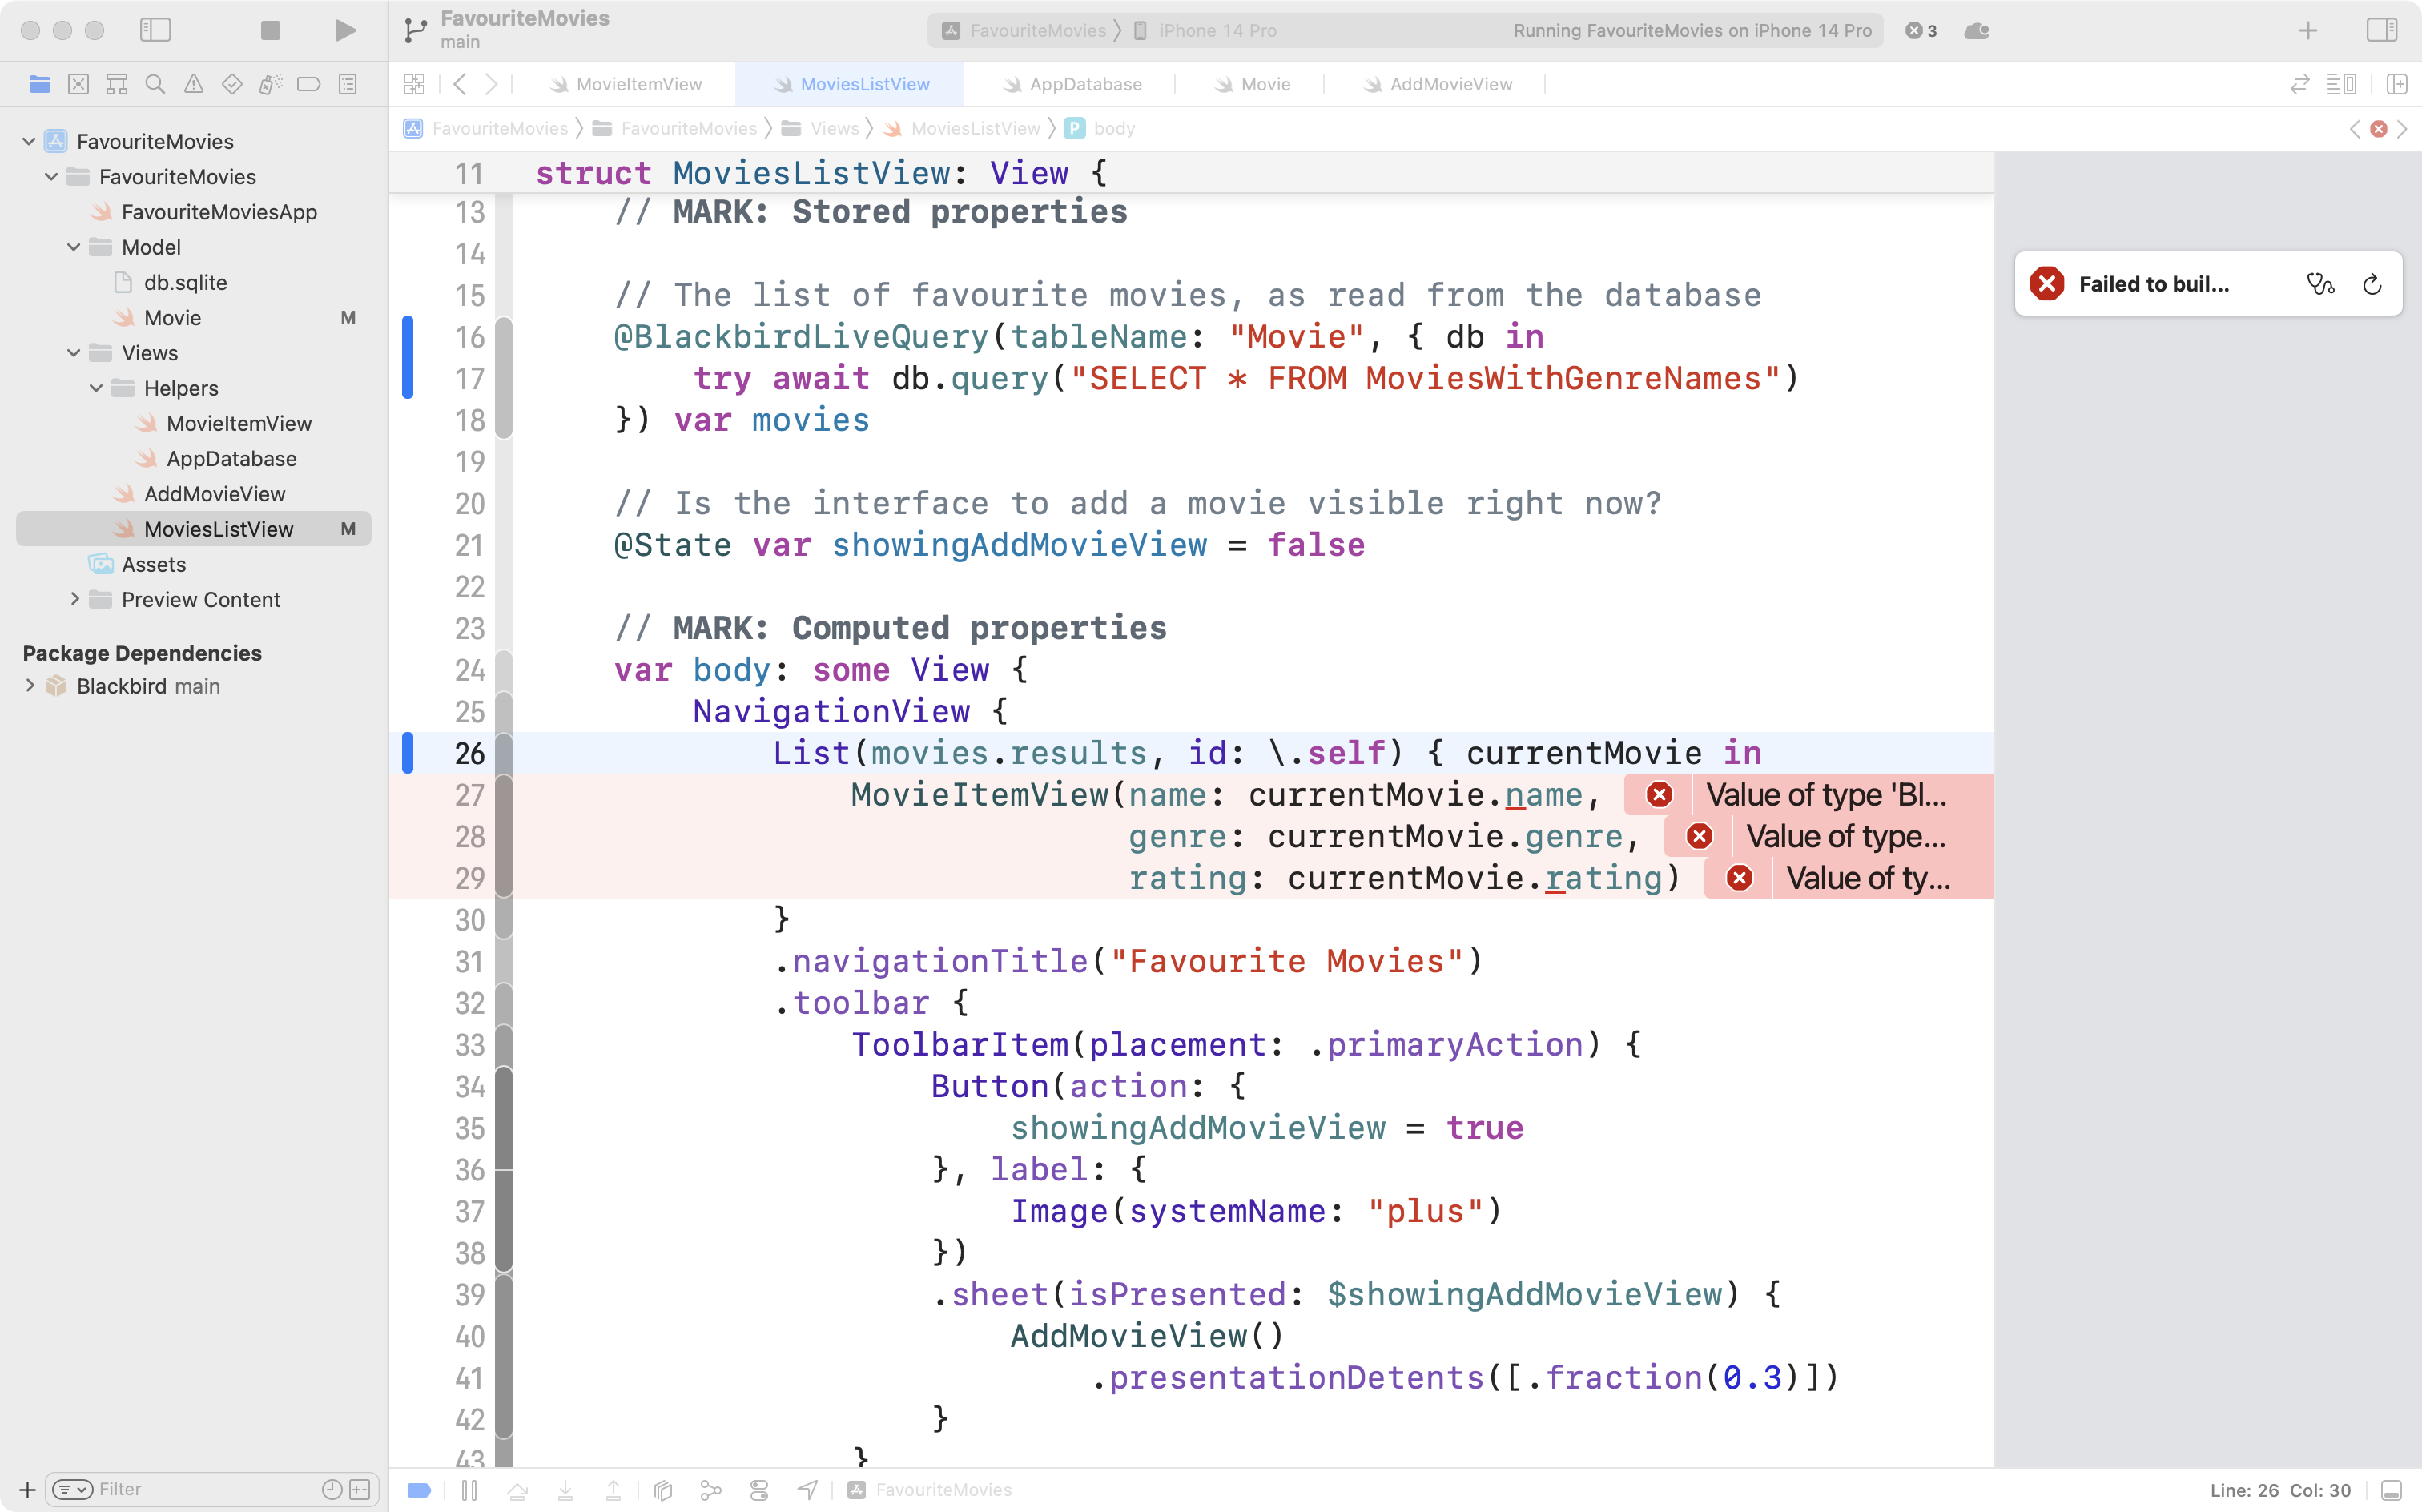 FavouriteMovies
main
FavouriteMovies
iPhone 14 Pro
Running FavouriteMovies on iPhone 14 Pro
3
MovieItemView
MoviesListView
AppDatabase
Movie
AddMovieView
FavouriteMovies
FavouriteMovies
Views
MoviesListView
P
body
FavouriteMovies
FavouriteMovies
FavouriteMoviesApp
Model
db.sqlite
Movie M
Views
Helpers
MovieItemView
AppDatabase
AddMovieView
MoviesListView M
Assets
Preview Content
Package Dependencies
Blackbird main
Filter
11 struct MoviesListView: View {
13 // MARK: Stored properties
14
15 // The list of favourite movies, as read from the database
16 @BlackbirdLiveQuery(tableName: "Movie", { db in
17 try await db.query("SELECT * FROM MoviesWithGenreNames")
18 }) var movies
19
20 // Is the interface to add a movie visible right now?
21 @State var showingAddMovieView = false
22
23 // MARK: Computed properties
24 var body: some View {
25 NavigationView {
26 List(movies.results, id: \.self) { currentMovie in
27 MovieItemView(name: currentMovie.name, Value of type 'Bl...
28 genre: currentMovie.genre, Value of type...
29 rating: currentMovie.rating) Value of ty...
30 }
31 .navigationTitle("Favourite Movies")
32 .toolbar {
33 ToolbarItem(placement: .primaryAction) {
34 Button(action: {
35 showingAddMovieView = true
36 }, label: {
37 Image(systemName: "plus")
38 })
39 .sheet(isPresented: $showingAddMovieView) {
40 AddMovieView()
41 .presentationDetents([.fraction(0.3)])
42 }
43 }
Failed to buil...
FavouriteMovies
Line: 26 Col: 30